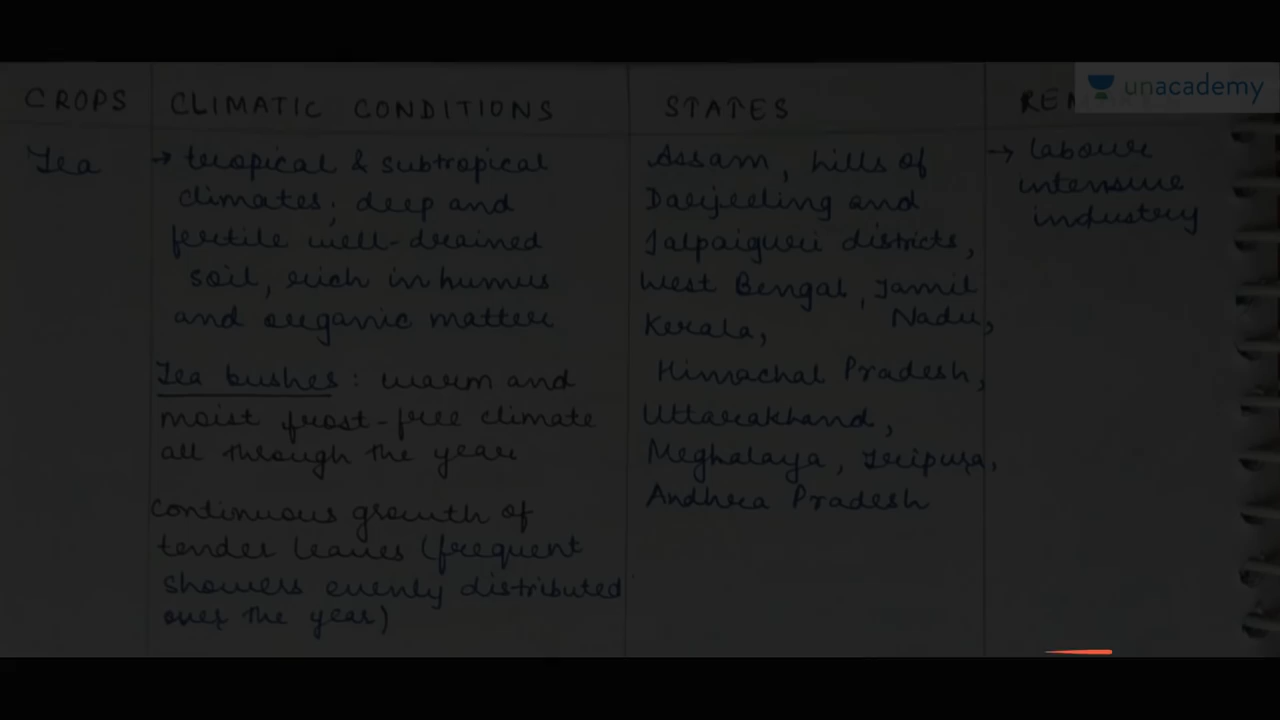 unacademy
CROPS
CLIMATIC CONDITIONS
STATES
Tea
→ tropical & subtropical
climates; deep and
fertile well-drained
soil, rich in humus
and organic matter
Tea bushes: warm and
moist frost-free climate
all through the year
continuous growth of
tender leaves (frequent
showers evenly distributed
over the year)
Assam, hills of
Darjeeling and
Jalpaiguri districts,
West Bengal, Tamil
Nadu,
Kerala,
Himachal Pradesh,
Uttarakhand,
Meghalaya, Tripura,
Andhra Pradesh
→ labour
intensive
industry